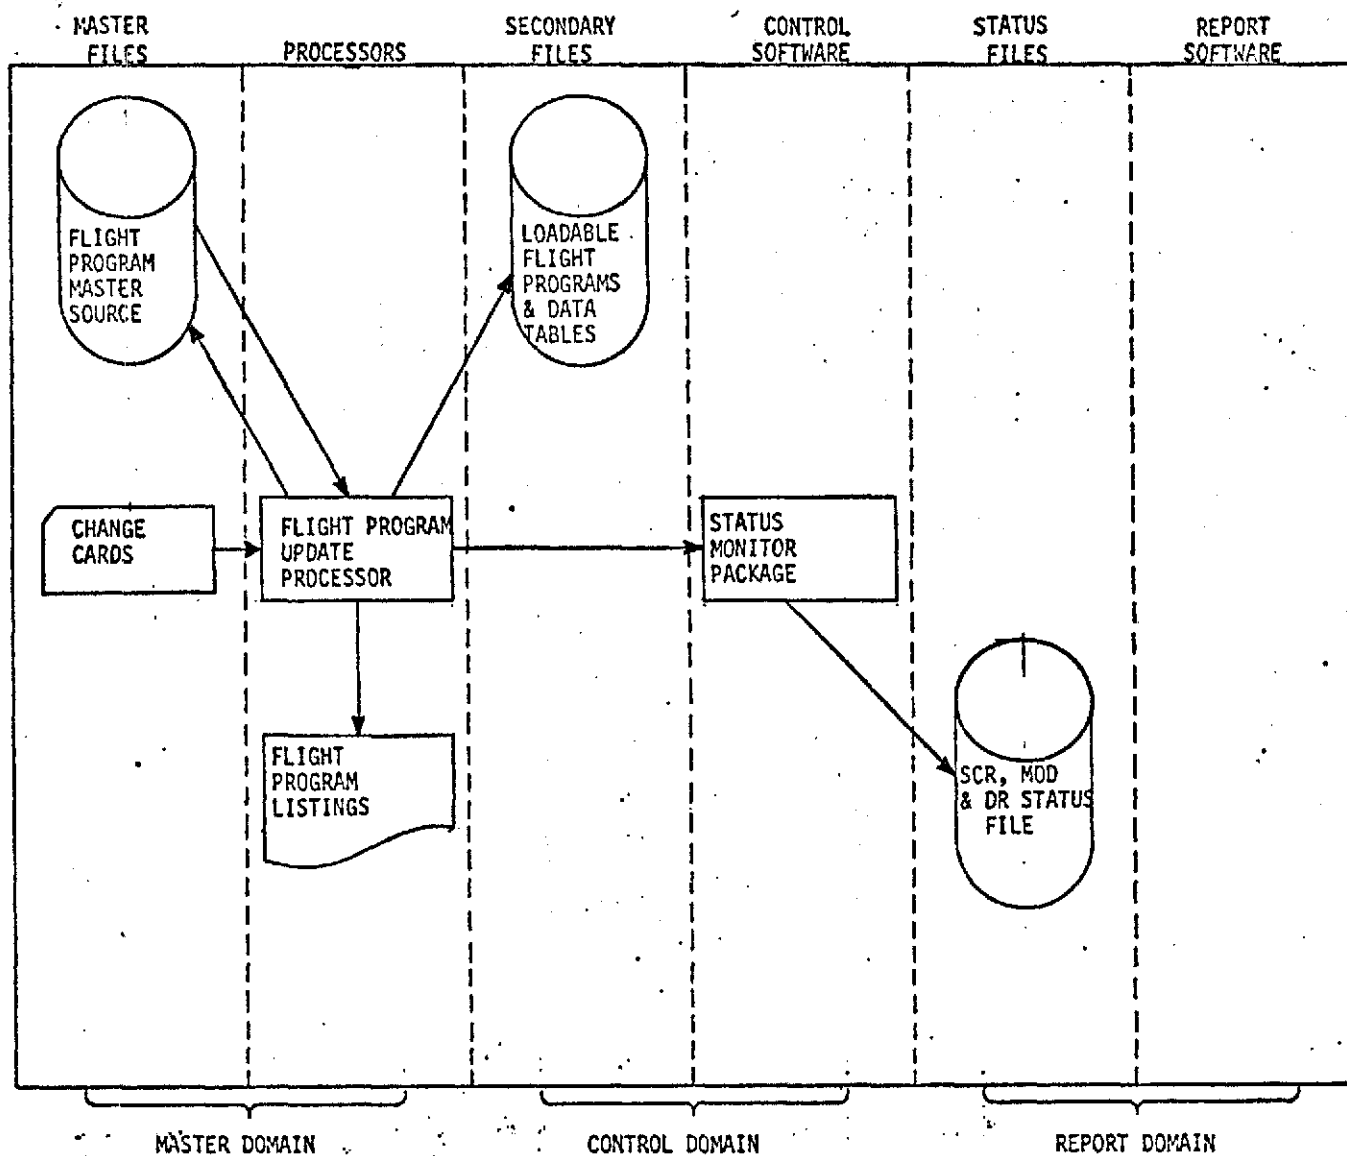 MASTER
FILES
PROCESSORS
SECONDARY
FILES
CONTROL
SOFTWARE
STATUS
FILES
REPORT
SOFTWARE
FLIGHT
PROGRAM
MASTER
SOURCE
LOADABLE
FLIGHT
PROGRAMS
& DATA
TABLES
CHANGE
CARDS
FLIGHT PROGRAM
UPDATE
PROCESSOR
STATUS
MONITOR
PACKAGE
FLIGHT
PROGRAM
LISTINGS
SCR, MOD
& DR STATUS
FILE
MASTER DOMAIN
CONTROL DOMAIN
REPORT DOMAIN